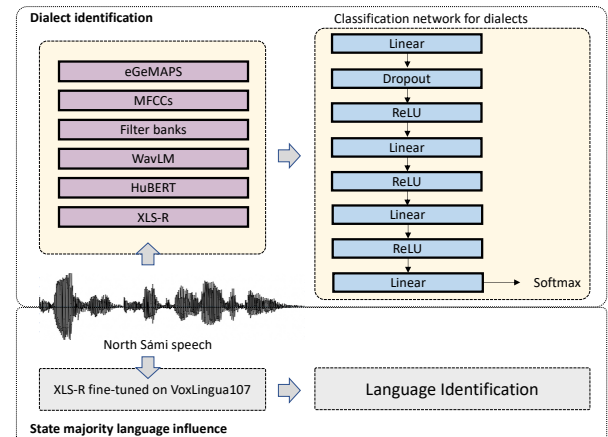 Dialect identification
Classification network for dialects
eGeMAPS
MFCCs
Filter banks
WavLM
HuBERT
XLS-R
Linear
Dropout
ReLU
Linear
ReLU
Linear
ReLU
Linear
Softmax
North Sámi speech
XLS-R fine-tuned on VoxLingua107
Language Identification
State majority language influence